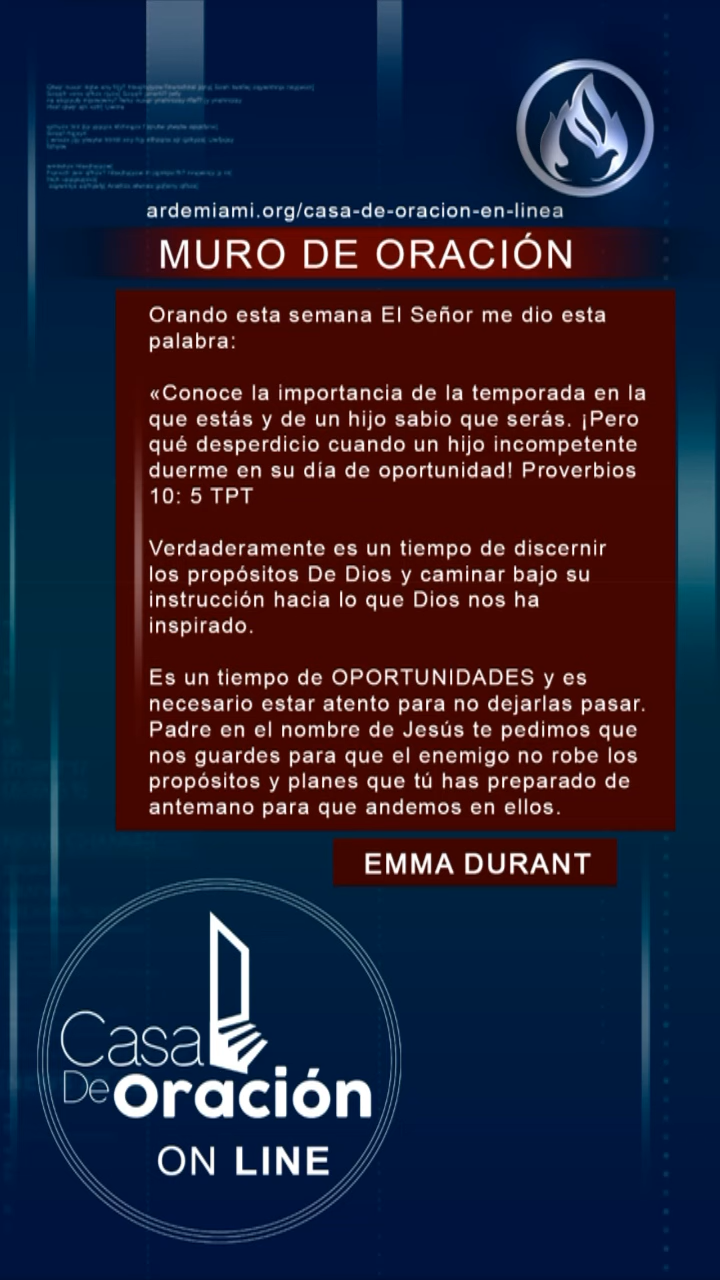 ardemiami.org/casa-de-oracion-en-linea
MURO DE ORACIÓN
Orando esta semana El Señor me dio esta
palabra:
«Conoce la importancia de la temporada en la
que estás y de un hijo sabio que serás. ¡Pero
qué desperdicio cuando un hijo incompetente
duerme en su día de oportunidad! Proverbios
10: 5 TPT
Verdaderamente es un tiempo de discernir
los propósitos De Dios y caminar bajo su
instrucción hacia lo que Dios nos ha
inspirado.
Es un tiempo de OPORTUNIDADES y es
necesario estar atento para no dejarlas pasar.
Padre en el nombre de Jesús te pedimos que
nos guardes para que el enemigo no robe los
propósitos y planes que tú has preparado de
antemano para que andemos en ellos.
EMMA DURANT
Casa
De Oración
ON LINE